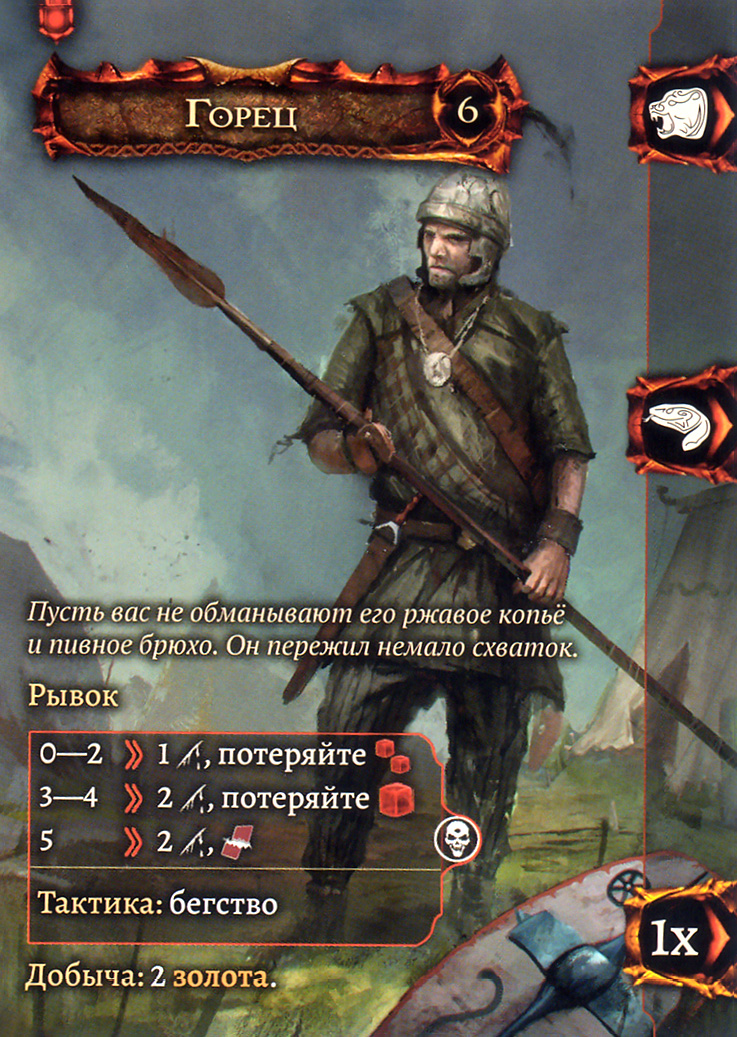 Горец 6
Пусть вас не обманывают его ржавое копьё
и пивное брюхо. Он пережил немало схваток.
Рывок
0—2 1 , потеряйте
3—4 2 , потеряйте
5 2 ,
Тактика: бегство
1x
Добыча: 2 золота.